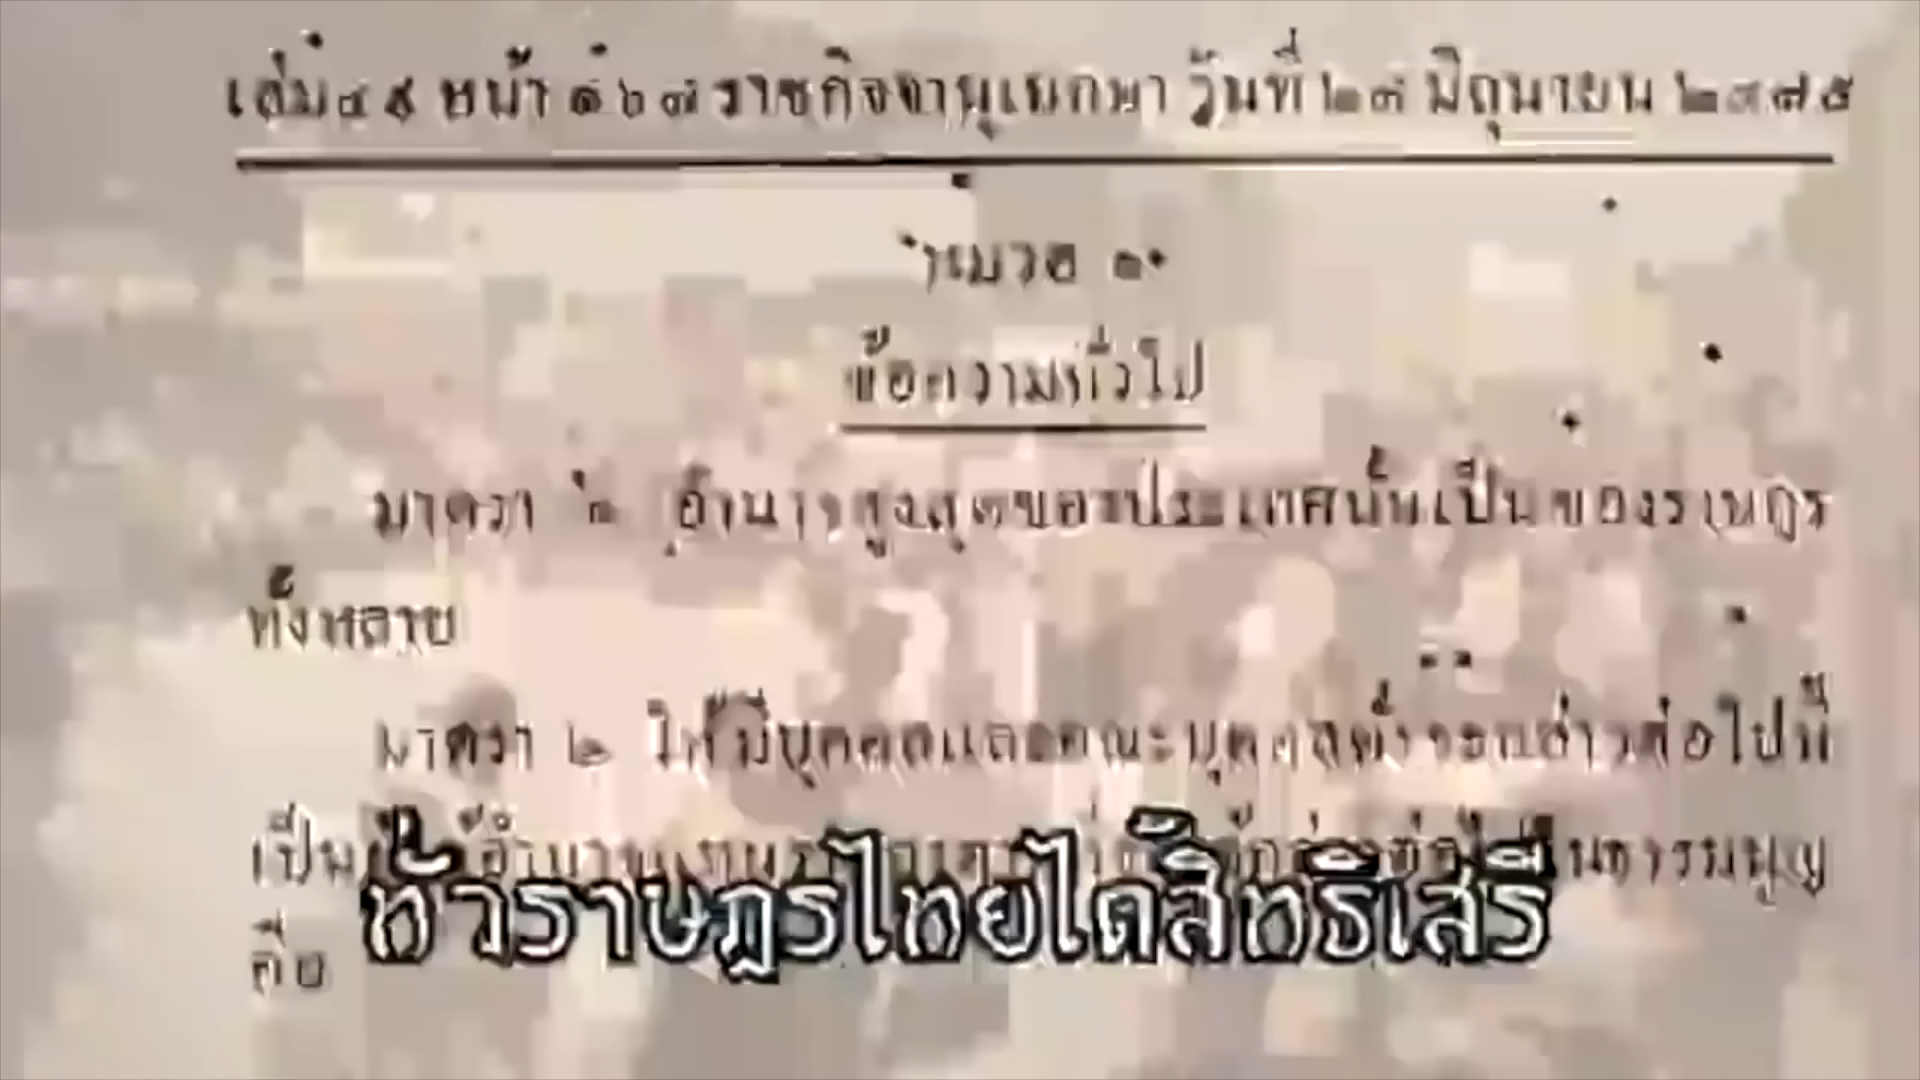 เล่ม ๔๙ หน้า ๑๖๗ ราชกิจจานุเบกษา วันที่ ๒๗ มิถุนายน ๒๔๗๕
หมวด ๑
ข้อความทั่วไป
มาตรา ๑ อำนาจสูงสุดของประเทศนั้นเป็นของราษฎร
ทั้งหลาย
มาตรา ๒ ให้มีบุคคลและคณะบุคคลดั่งจะกล่าวต่อไปนี้
เป็น ธรรมนูญ
คือ
ทั่วราษฎรไทยได้สิทธิเสรี